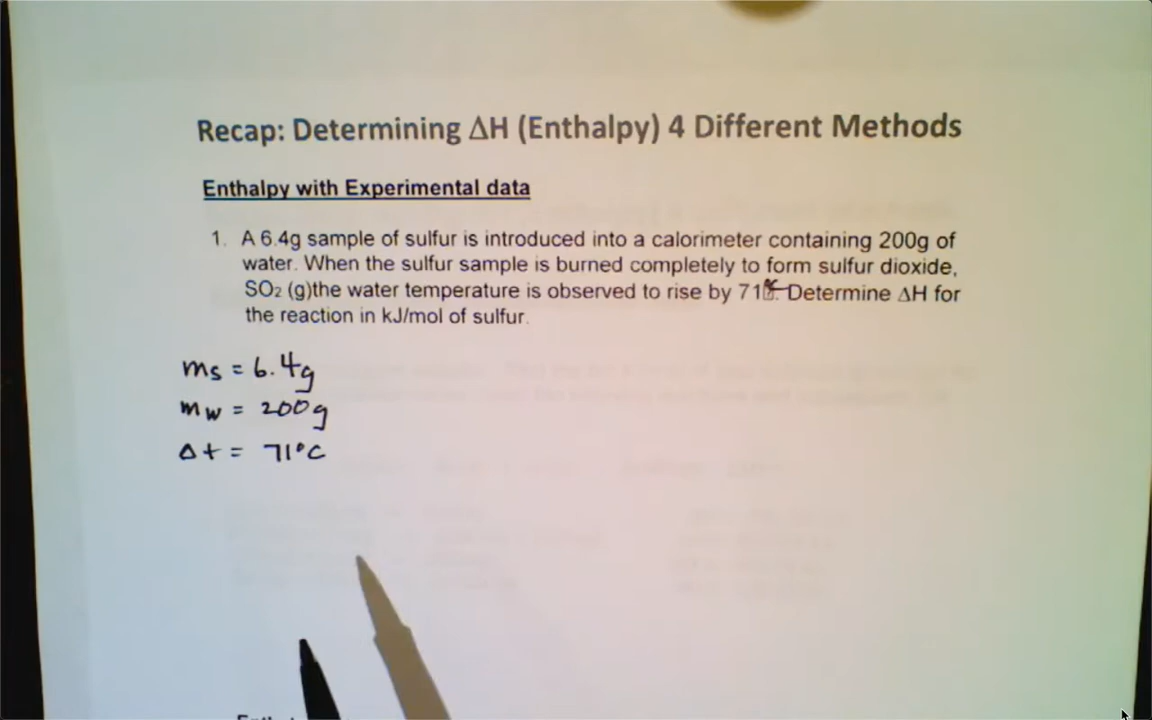 Recap: Determining ΔH (Enthalpy) 4 Different Methods
Enthalpy with Experimental data
1. A 6.4g sample of sulfur is introduced into a calorimeter containing 200g of
water. When the sulfur sample is burned completely to form sulfur dioxide,
SO₂ (g)the water temperature is observed to rise by 71 Determine ΔH for
the reaction in kJ/mol of sulfur.
ms = 6.4g
mw = 200g
Δt = 71°C